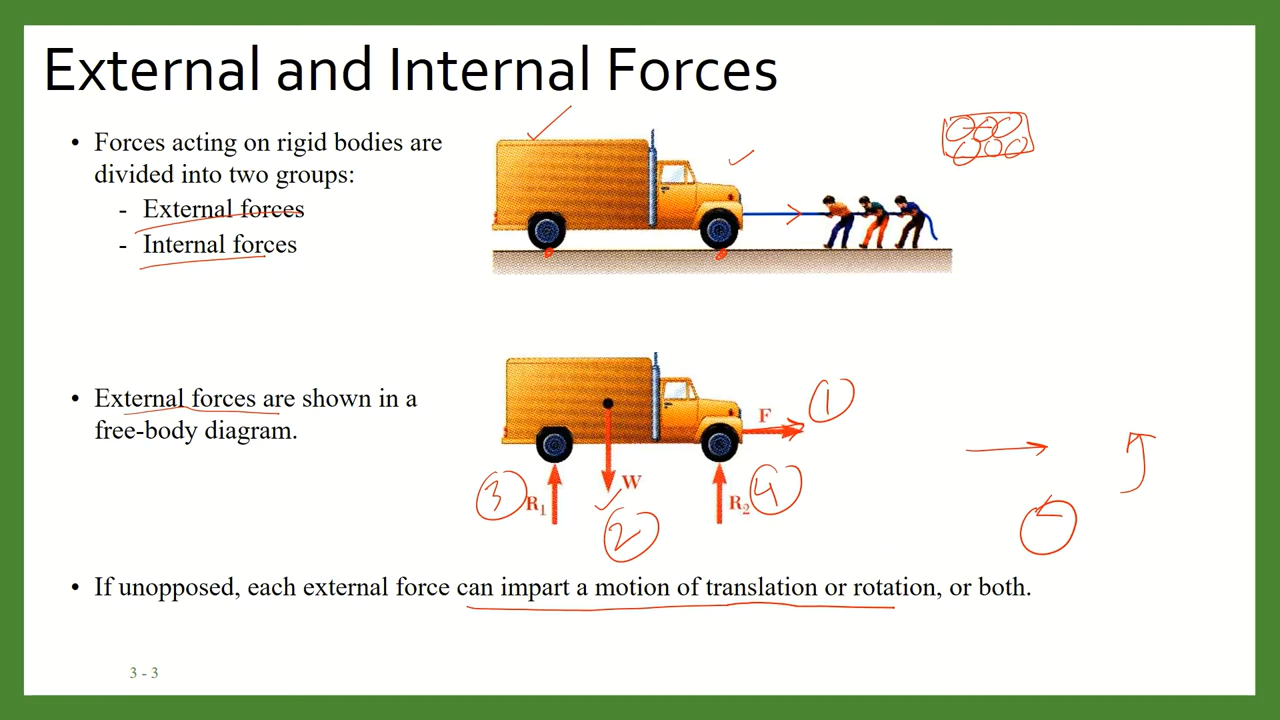 External and Internal Forces
• Forces acting on rigid bodies are
divided into two groups:
- External forces
- Internal forces
• External forces are shown in a
free-body diagram.
1
F
W
3
R₁
2
R₂
4
• If unopposed, each external force can impart a motion of translation or rotation, or both.
3 - 3